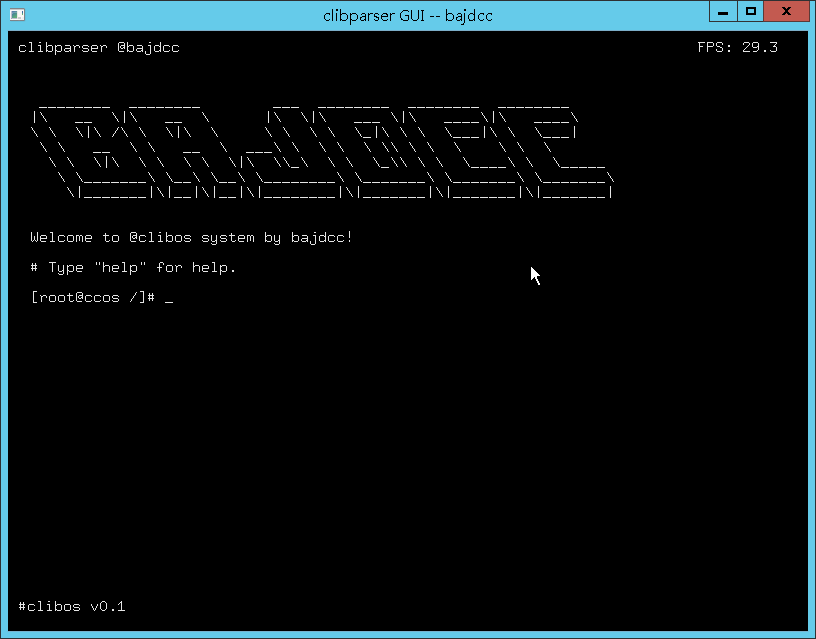 clibparser GUI -- bajdcc
clibparser @bajdcc
FPS: 29.3
BAJDCC
Welcome to @clibos system by bajdcc!
# Type "help" for help.
[root@ccos /]# _
#clibos v0.1